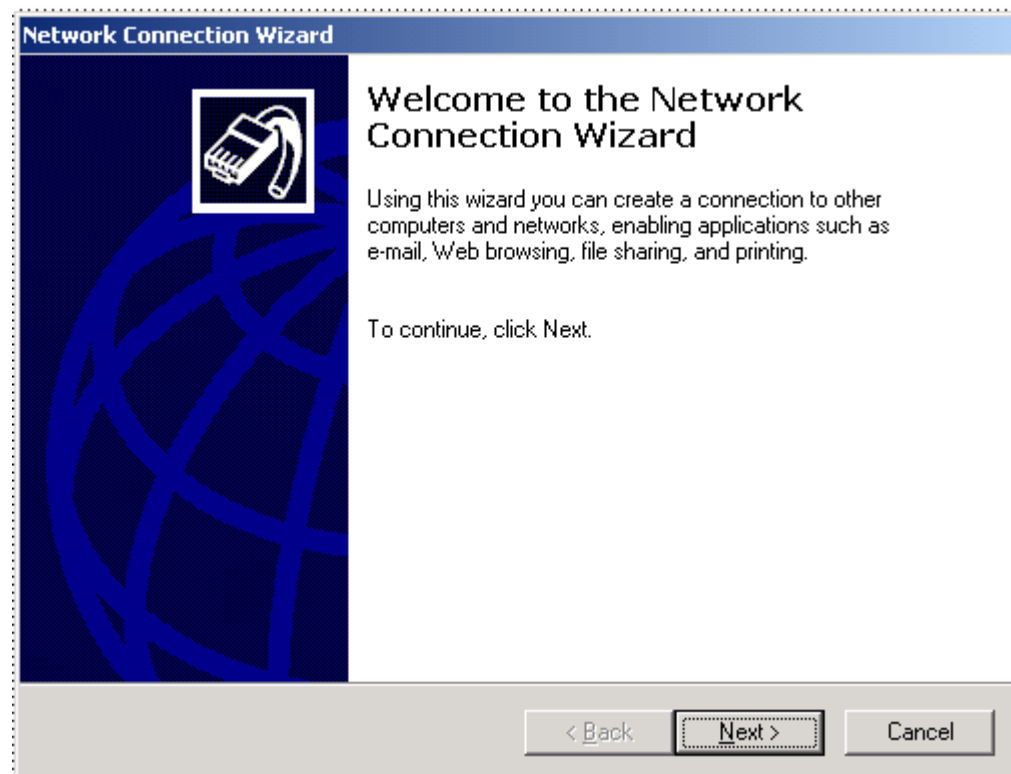 Network Connection Wizard
Welcome to the Network
Connection Wizard
Using this wizard you can create a connection to other
computers and networks, enabling applications such as
e-mail, Web browsing, file sharing, and printing.
To continue, click Next.
< Back
Next >
Cancel